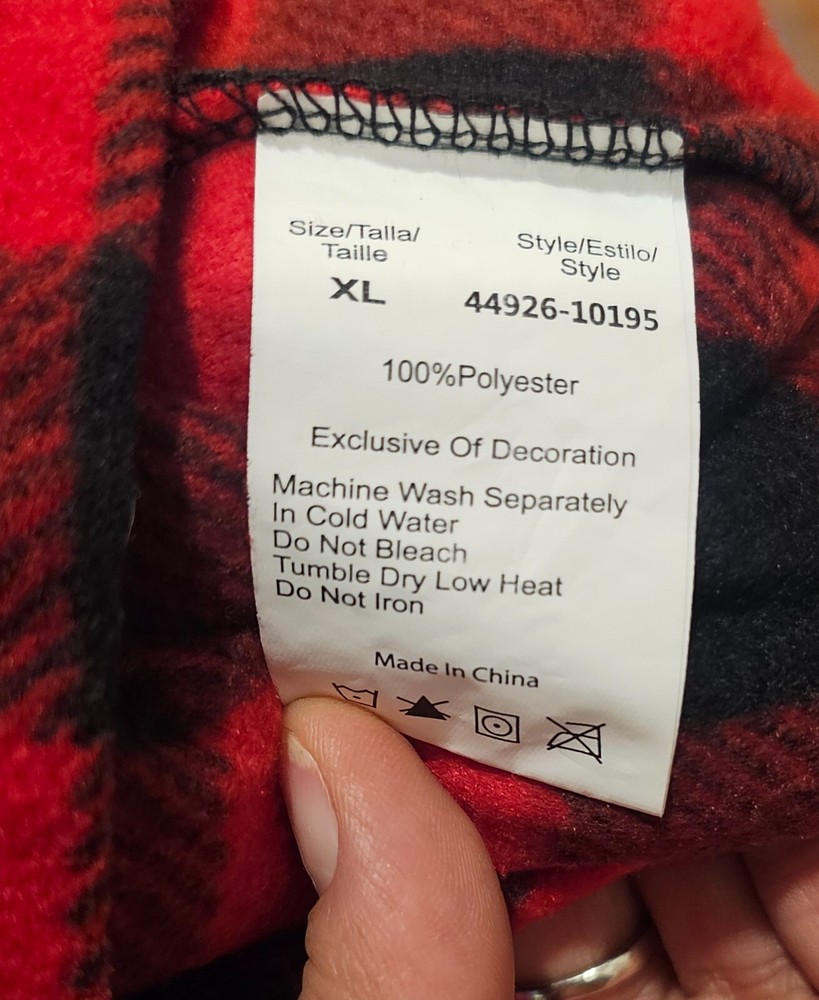 Size/Talla/
Taille
XL
Style/Estilo/
Style
44926-10195
100%Polyester
Exclusive Of Decoration
Machine Wash Separately
In Cold Water
Do Not Bleach
Tumble Dry Low Heat
Do Not Iron
Made In China